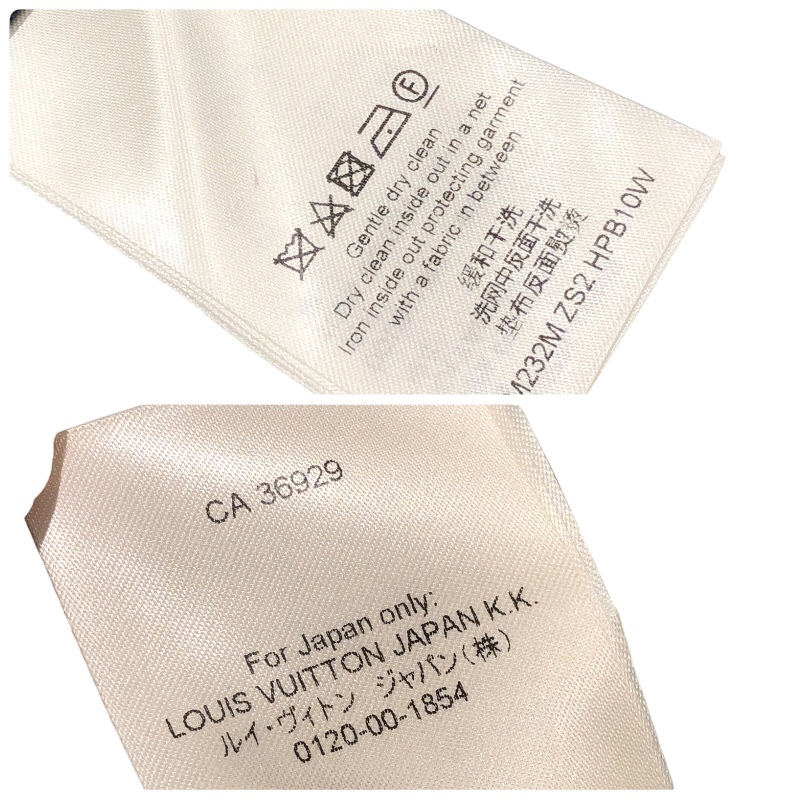 F
Gentle dry clean
Dry clean inside out in a net
Iron inside out protecting garment
with a fabric in between
缓和干洗
洗网中反面干洗
垫布反面熨烫
M232M ZS2 HPB10W
CA 36929
For Japan only:
LOUIS VUITTON JAPAN K.K.
ルイ・ヴィトン ジャパン(株)
0120-00-1854